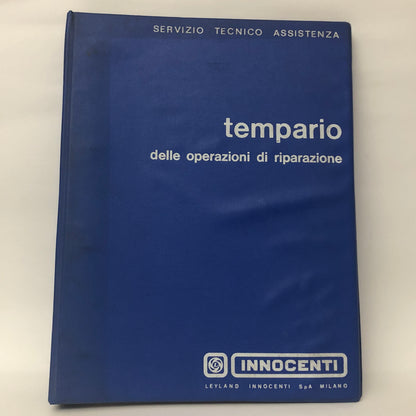 SERVIZIO TECNICO ASSISTENZA
tempario
delle operazioni di riparazione
INNOCENTI
LEYLAND INNOCENTI SpA MILANO